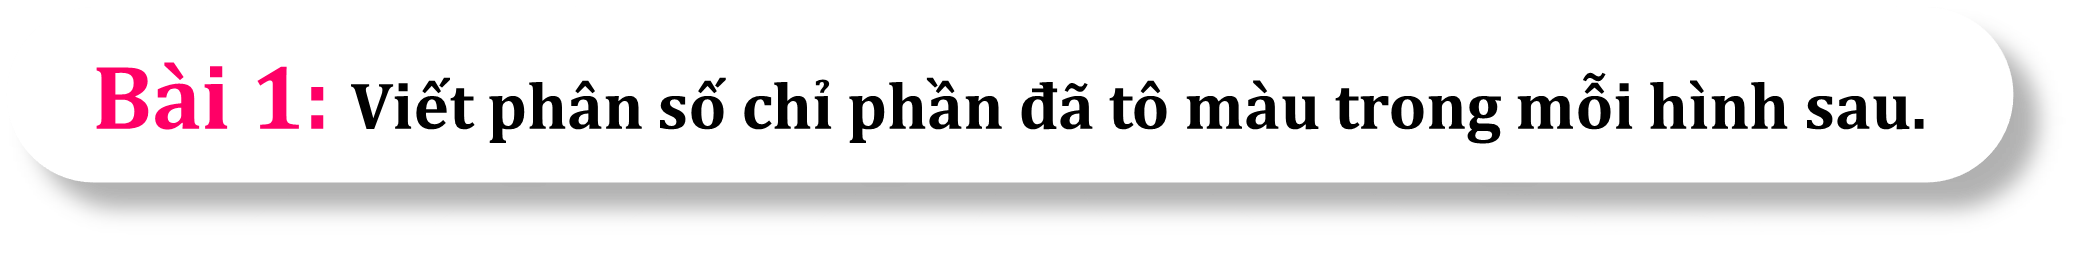 Bài 1: Viết phân số chỉ phần đã tô màu trong mỗi hình sau.